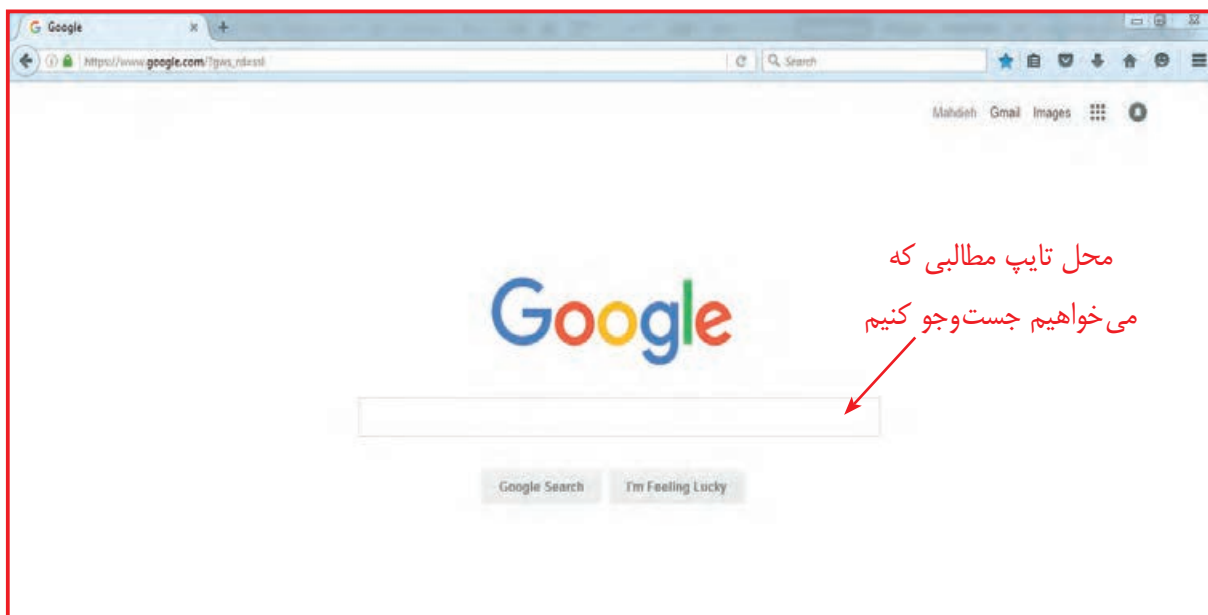 Google
https://www.google.com/?gws_rd=ssl
Search
Mahdieh Gmail Images
محل تایپ مطالبی که
می‌خواهیم جست‌وجو کنیم
Google
Google Search I'm Feeling Lucky